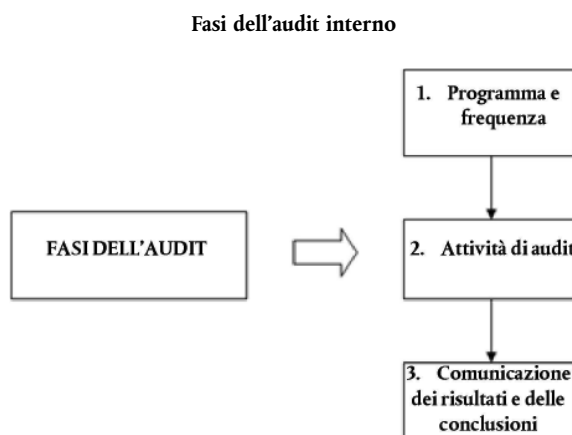 Fasi dell'audit interno
1. Programma e
frequenza
FASI DELL'AUDIT
2. Attività di audit
3. Comunicazione
dei risultati e delle
conclusioni